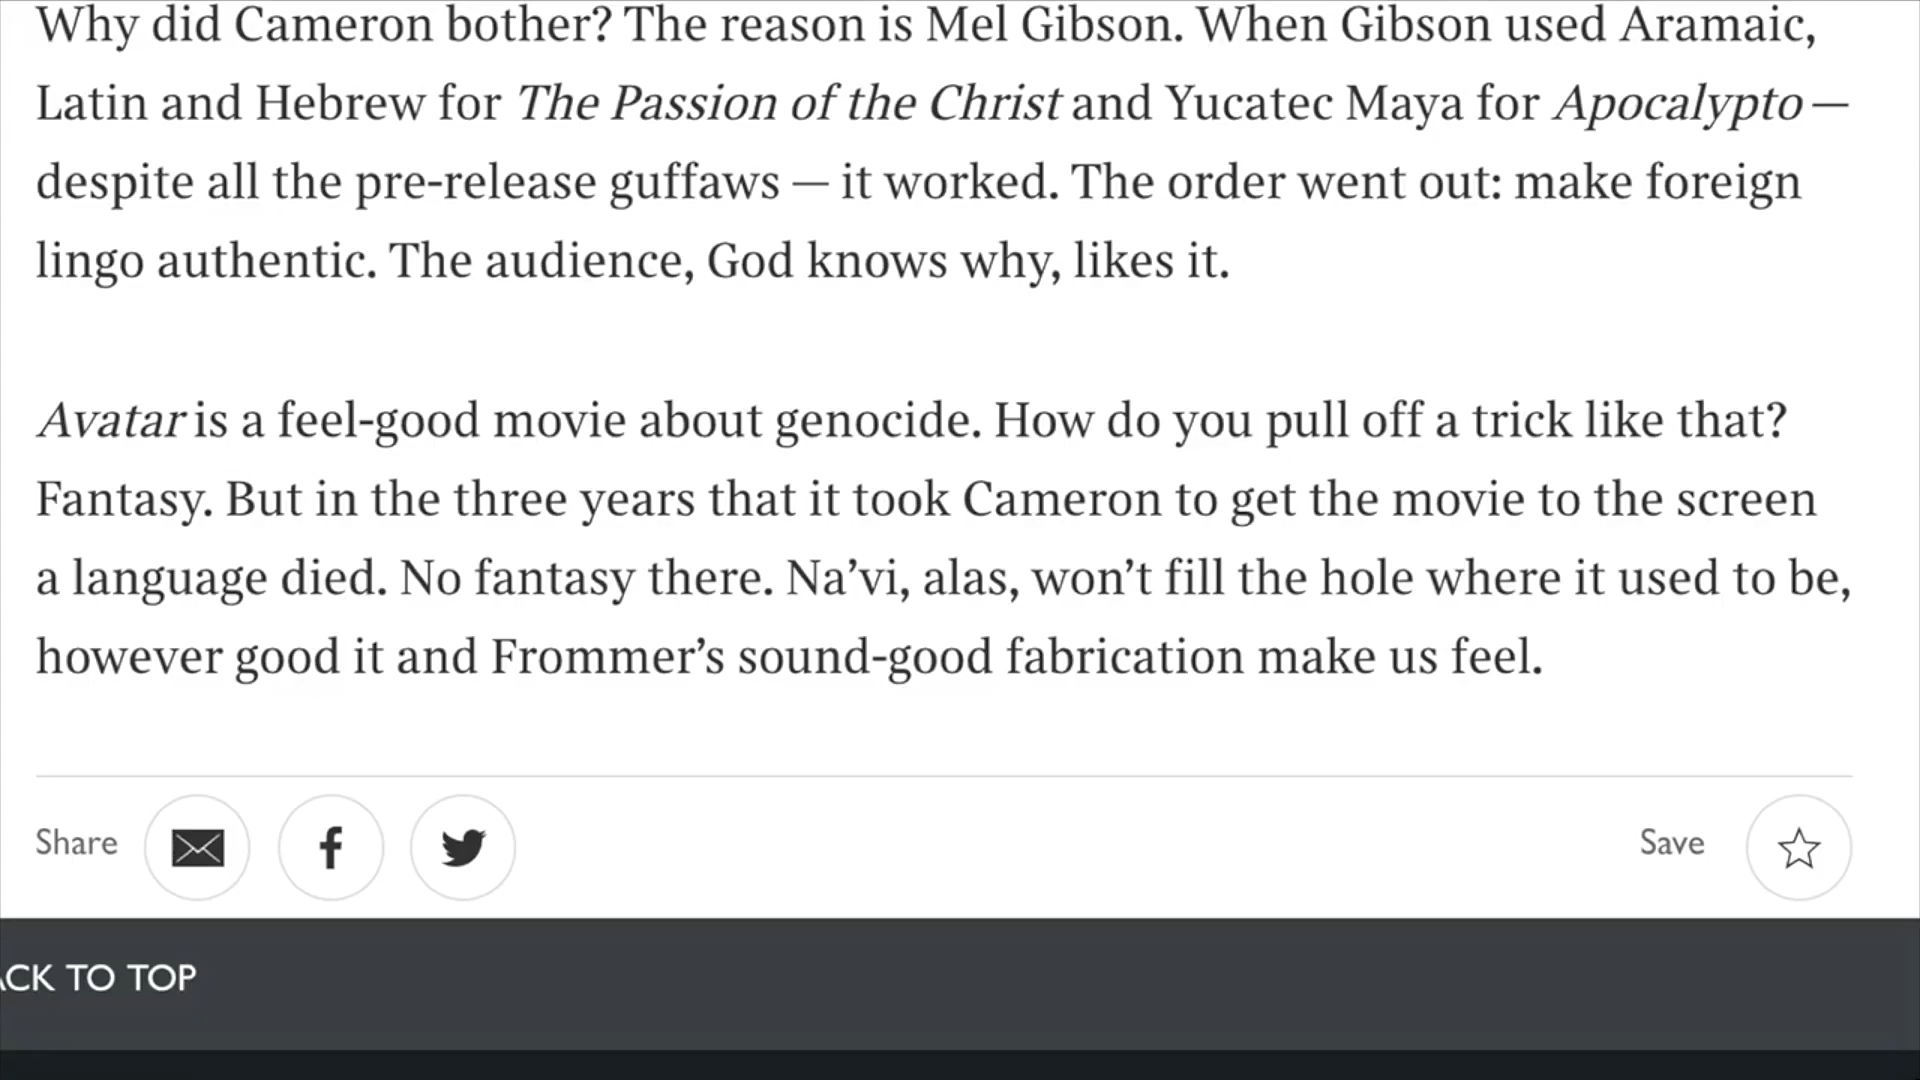 Why did Cameron bother? The reason is Mel Gibson. When Gibson used Aramaic,
Latin and Hebrew for The Passion of the Christ and Yucatec Maya for Apocalypto —
despite all the pre-release guffaws — it worked. The order went out: make foreign
lingo authentic. The audience, God knows why, likes it.
Avatar is a feel-good movie about genocide. How do you pull off a trick like that?
Fantasy. But in the three years that it took Cameron to get the movie to the screen
a language died. No fantasy there. Na’vi, alas, won’t fill the hole where it used to be,
however good it and Frommer’s sound-good fabrication make us feel.
Share
Save
ACK TO TOP